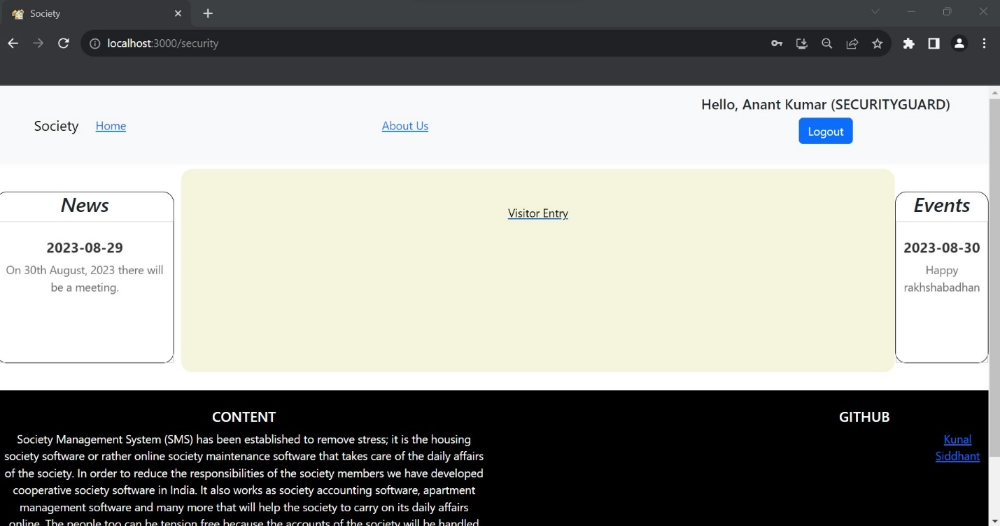 Society
localhost:3000/security
Hello, Anant Kumar (SECURITYGUARD)
Society Home About Us Logout
News
2023-08-29
On 30th August, 2023 there will
be a meeting.
Visitor Entry
Events
2023-08-30
Happy
rakhshabadhan
CONTENT
Society Management System (SMS) has been established to remove stress; it is the housing
society software or rather online society maintenance software that takes care of the daily affairs
of the society. In order to reduce the responsibilities of the society members we have developed
cooperative society software in India. It also works as society accounting software, apartment
management software and many more that will help the society to carry on its daily affairs
online. The people too can be tension free because the accounts of the society will be handled
GITHUB
Kunal
Siddhant